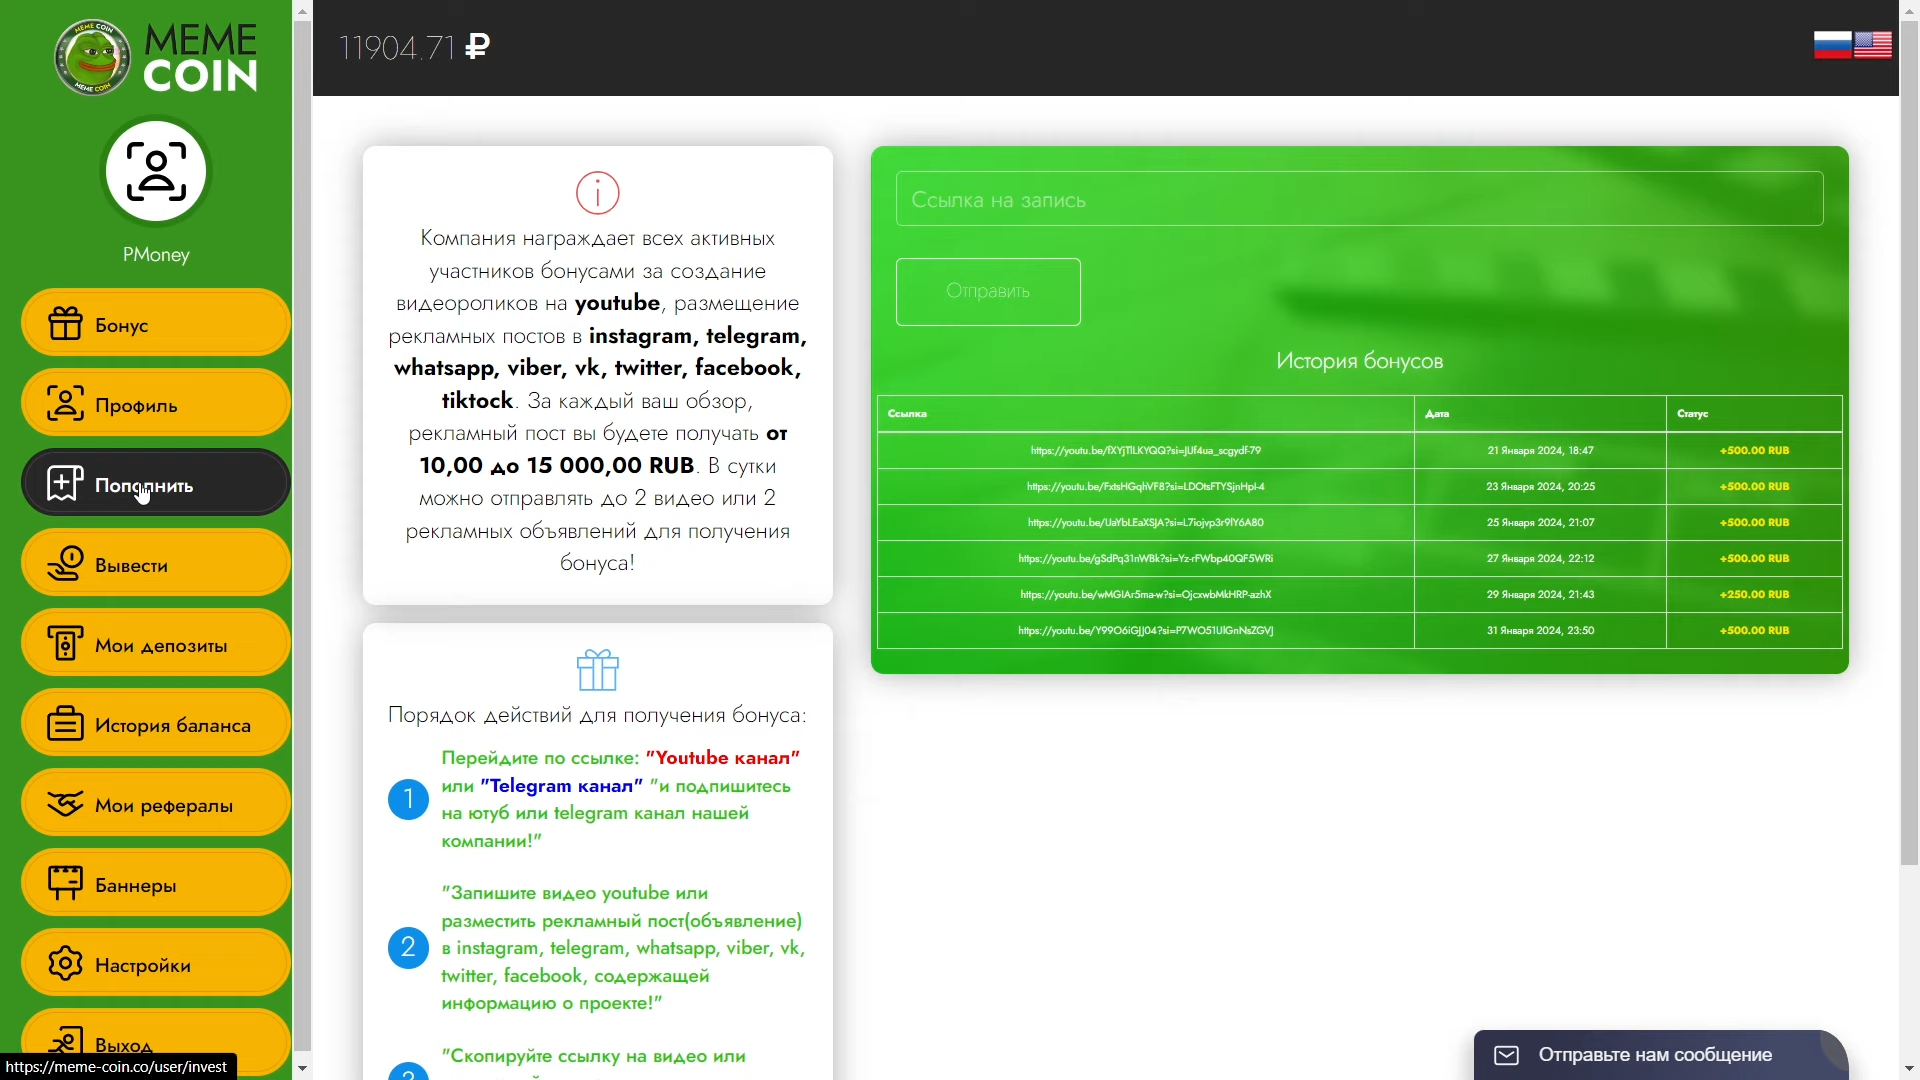 MEME COIN
MEME COIN
MEME
COIN
PMoney
Бонус
Профиль
Пополнить
Вывести
Мои депозиты
История баланса
Мои рефералы
Баннеры
Настройки
Выход
https://meme-coin.co/user/invest
11904.71 ₽
Компания награждает всех активных
участников бонусами за создание
видеороликов на youtube, размещение
рекламных постов в instagram, telegram,
whatsapp, viber, vk, twitter, facebook,
tiktock. За каждый ваш обзор,
рекламный пост вы будете получать от
10,00 до 15 000,00 RUB. В сутки
можно отправлять до 2 видео или 2
рекламных объявлений для получения
бонуса!
Порядок действий для получения бонуса:
1
Перейдите по ссылке: "Youtube канал"
или "Telegram канал" "и подпишитесь
на ютуб или telegram канал нашей
компании!"
2
"Запишите видео youtube или
разместить рекламный пост(объявление)
в instagram, telegram, whatsapp, viber, vk,
twitter, facebook, содержащей
информацию о проекте!"
"Скопируйте ссылку на видео или
Ссылка на запись
Отправить
История бонусов
Ссылка Дата Статус
21 Января 2024, 18:47 +500.00 RUB
23 Января 2024, 20:25 +500.00 RUB
25 Января 2024, 21:07 +500.00 RUB
27 Января 2024, 22:12 +500.00 RUB
29 Января 2024, 21:43 +250.00 RUB
31 Января 2024, 23:50 +500.00 RUB
Отправьте нам сообщение